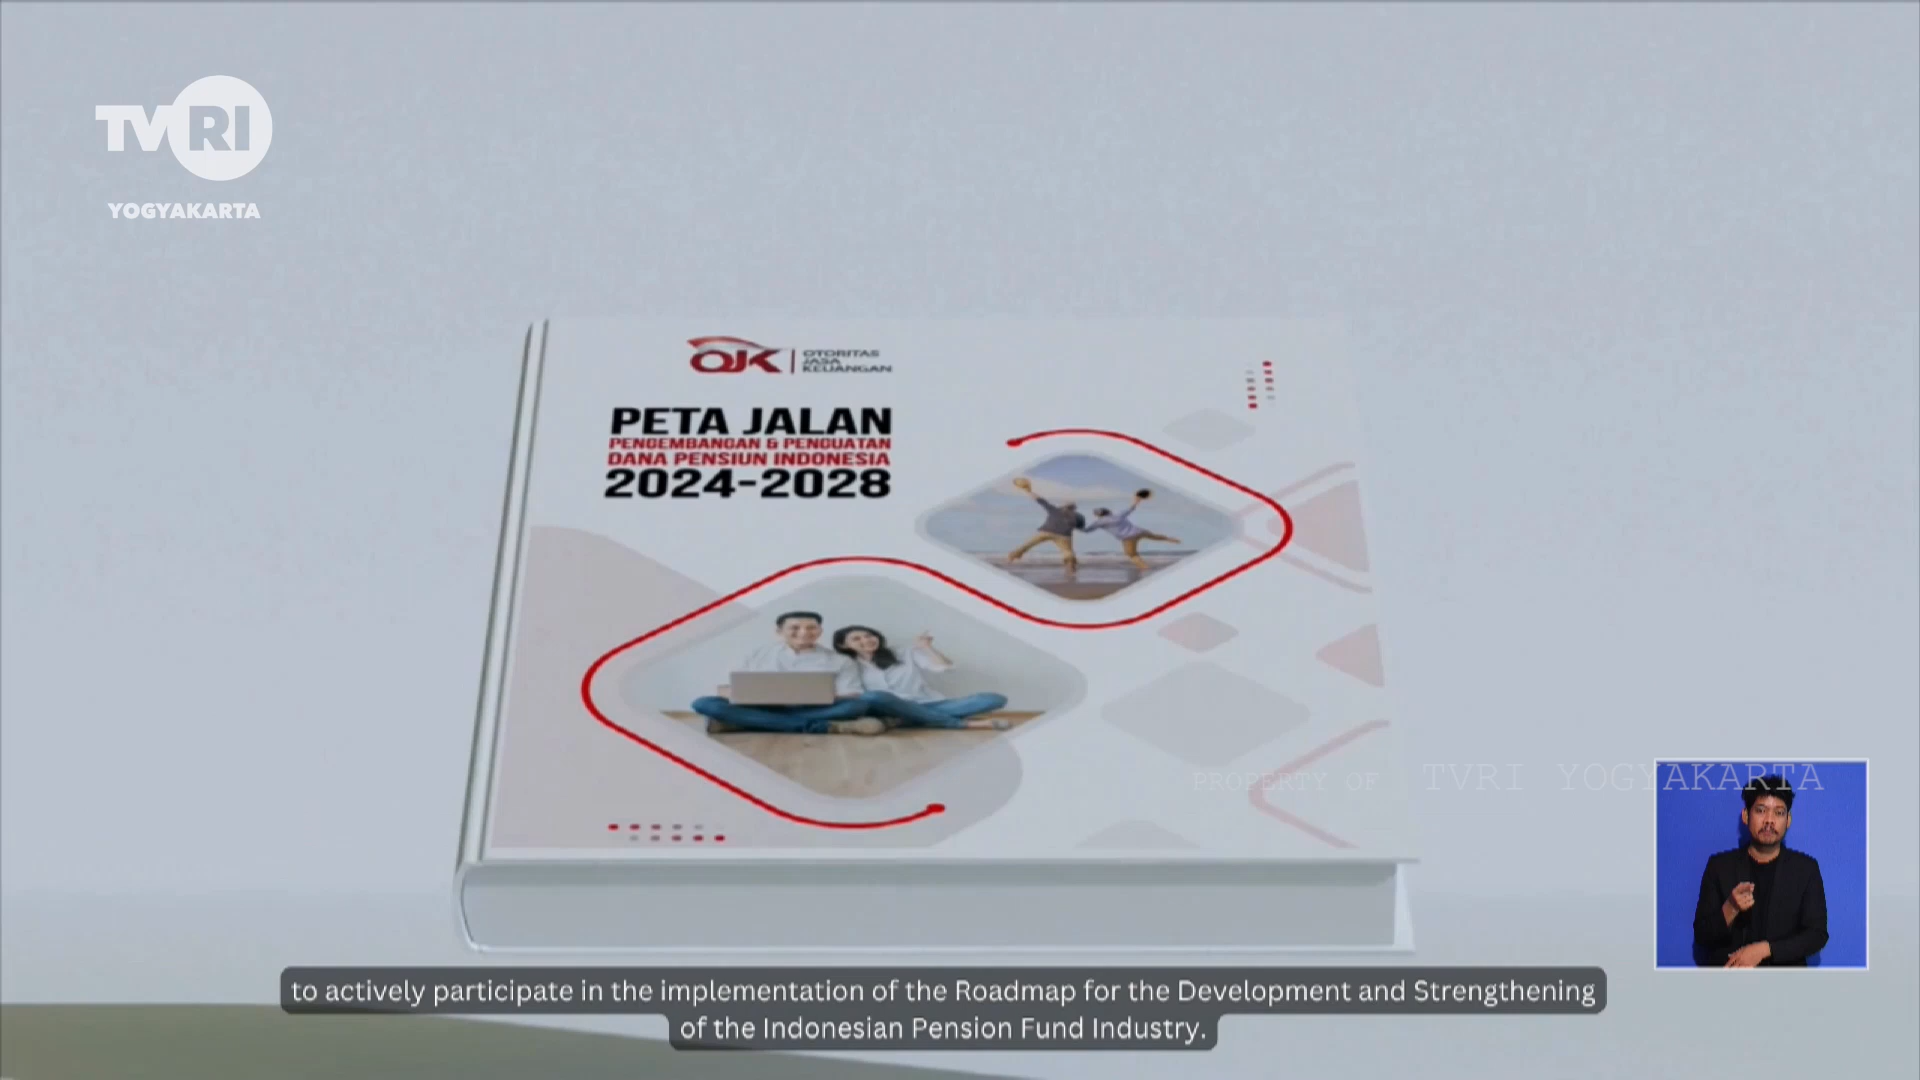 TVRI
YOGYAKARTA
OJK | OTORITAS
JASA
KEUANGAN
PETA JALAN
PENGEMBANGAN & PENGUATAN
DANA PENSIUN INDONESIA
2024-2028
PROPERTY OF TVRI YOGYAKARTA
to actively participate in the implementation of the Roadmap for the Development and Strengthening
of the Indonesian Pension Fund Industry.